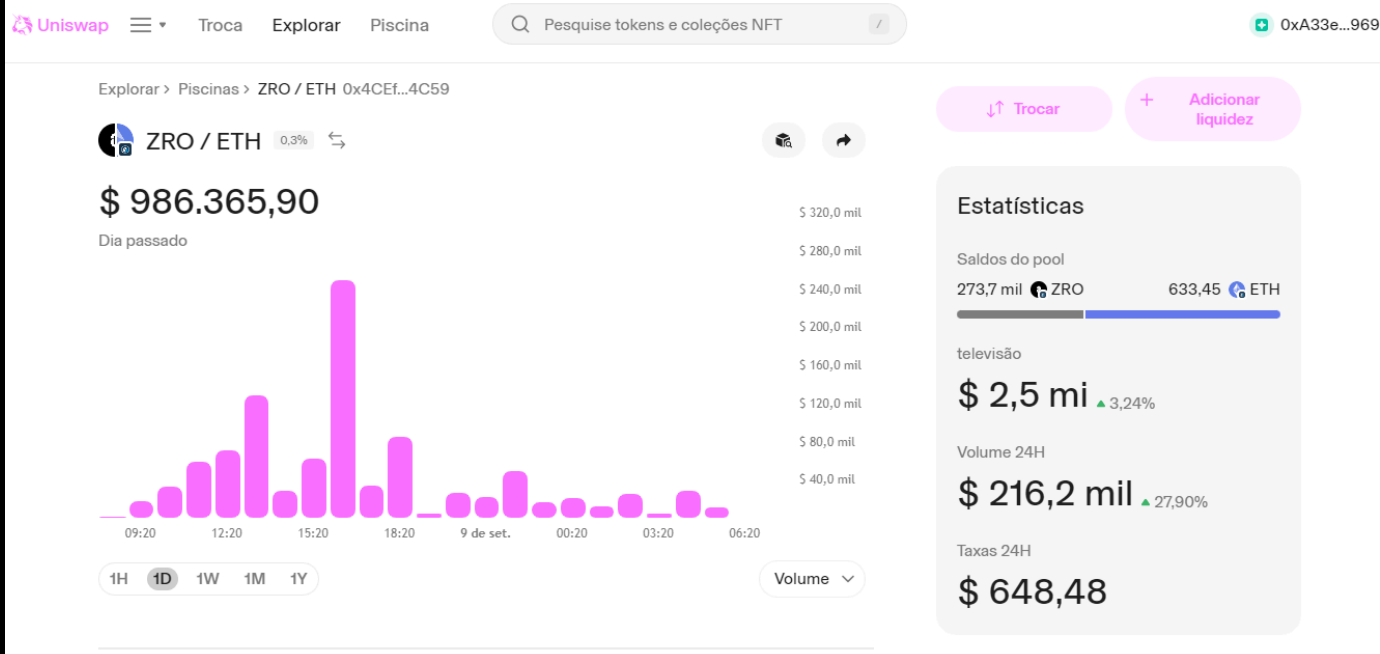 Uniswap
Troca
Explorar
Piscina
Pesquise tokens e coleções NFT
/
0xA33e...969
Explorar > Piscinas > ZRO / ETH 0x4CEf...4C59
ZRO / ETH 0,3%
Trocar
+ Adicionar
liquidez
$ 986.365,90
Dia passado
$ 320,0 mil
$ 280,0 mil
$ 240,0 mil
$ 200,0 mil
$ 160,0 mil
$ 120,0 mil
$ 80,0 mil
$ 40,0 mil
09:20 12:20 15:20 18:20 9 de set. 00:20 03:20 06:20
1H 1D 1W 1M 1Y
Volume
Estatísticas
Saldos do pool
273,7 mil ZRO 633,45 ETH
televisão
$ 2,5 mi 3,24%
Volume 24H
$ 216,2 mil 27,90%
Taxas 24H
$ 648,48